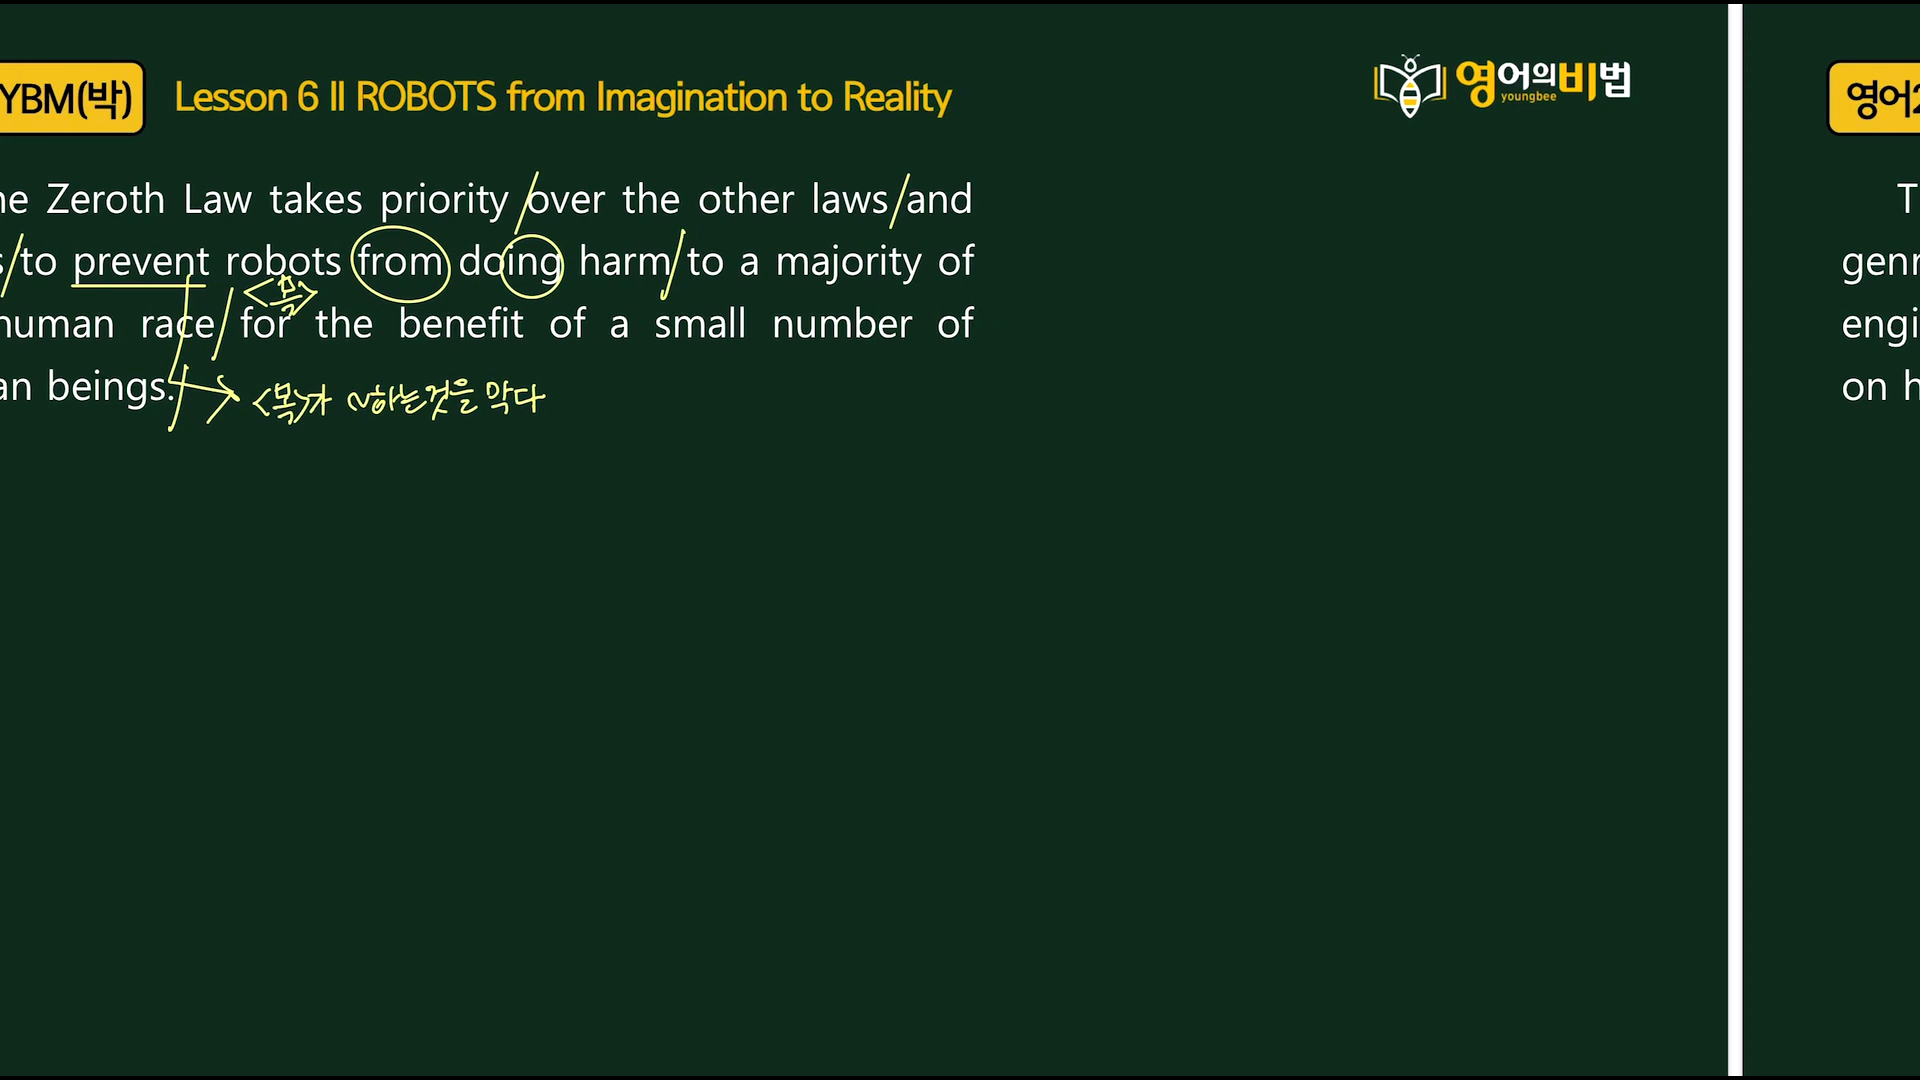 YBM(박) Lesson 6 II ROBOTS from Imagination to Reality
영어의비법
youngbee
영어2
he Zeroth Law takes priority over the other laws and
s to prevent robots from doing harm to a majority of
<목>
human race for the benefit of a small number of
an beings.
<목>가 ~하는것을 막다
T
genr
engi
on h